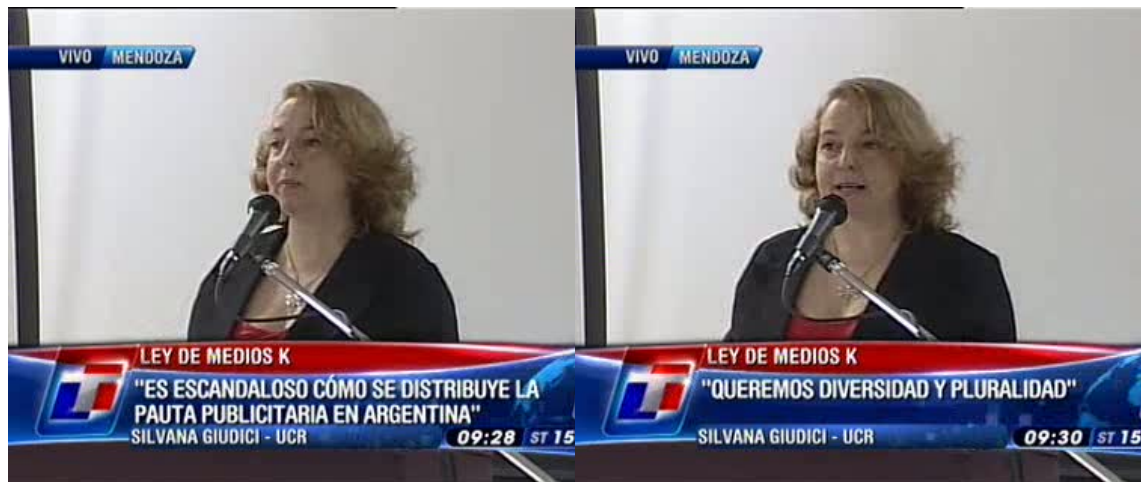 VIVO MENDOZA
LEY DE MEDIOS K
"ES ESCANDALOSO CÓMO SE DISTRIBUYE LA
PAUTA PUBLICITARIA EN ARGENTINA"
SILVANA GIUDICI - UCR
09:28 ST 15
VIVO MENDOZA
LEY DE MEDIOS K
"QUEREMOS DIVERSIDAD Y PLURALIDAD"
SILVANA GIUDICI - UCR
09:30 ST 15